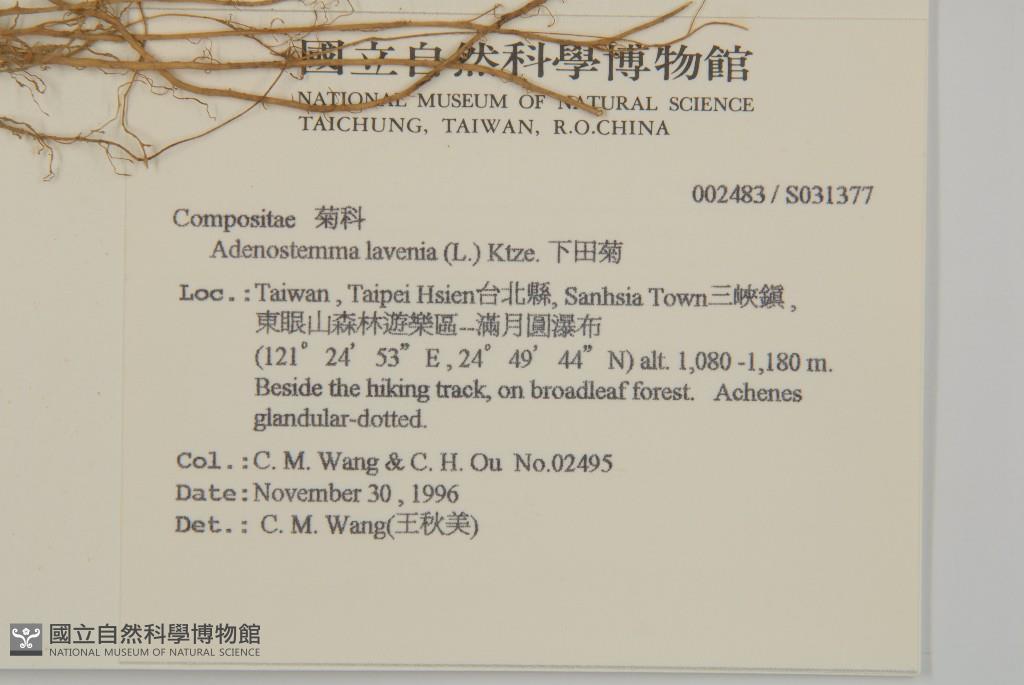 國立自然科學博物館
NATIONAL MUSEUM OF NATURAL SCIENCE
TAICHUNG, TAIWAN, R.O.CHINA
002483 / S031377
Compositae 菊科
Adenostemma lavenia (L.) Ktze. 下田菊
Loc.: Taiwan , Taipei Hsien台北縣, Sanhsia Town三峽鎭 ,
東眼山森林遊樂區--滿月圓瀑布
(121° 24’ 53” E , 24° 49’ 44” N) alt. 1,080 -1,180 m.
Beside the hiking track, on broadleaf forest. Achenes
glandular-dotted.
Col.: C. M. Wang & C. H. Ou No.02495
Date: November 30 , 1996
Det.: C. M. Wang(王秋美)
國立自然科學博物館
NATIONAL MUSEUM OF NATURAL SCIENCE